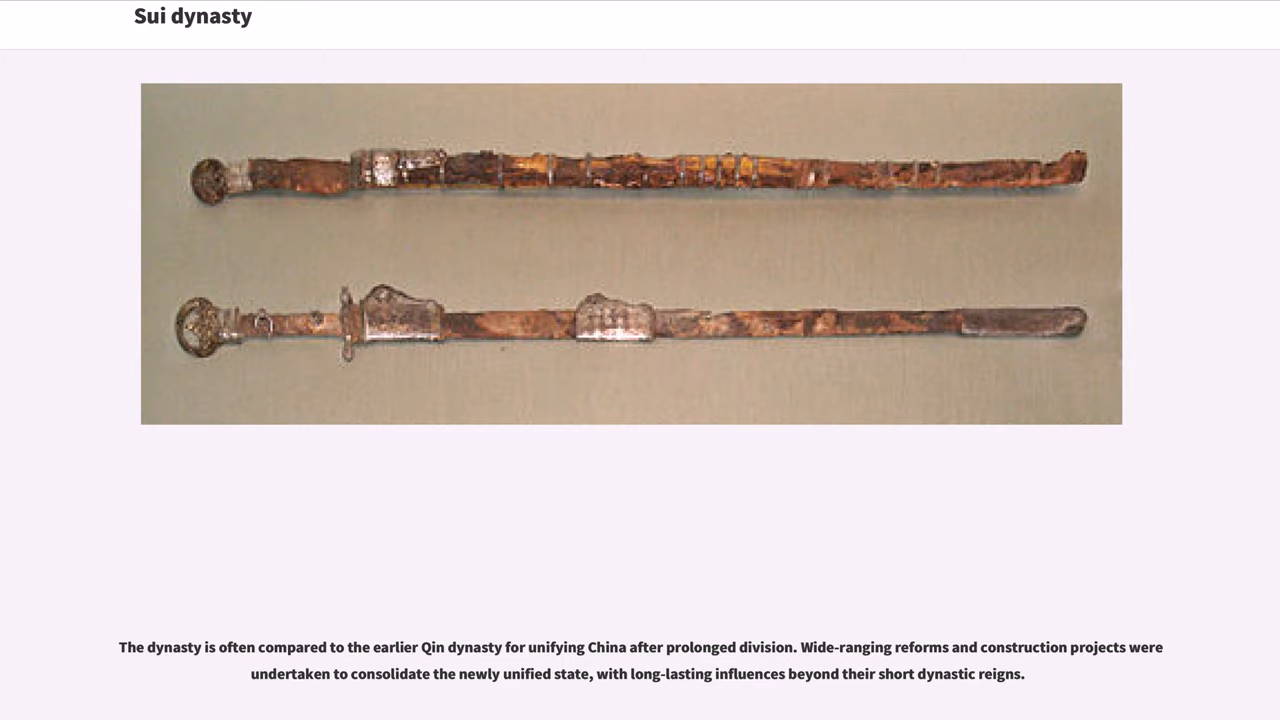 Sui dynasty
The dynasty is often compared to the earlier Qin dynasty for unifying China after prolonged division. Wide-ranging reforms and construction projects were
undertaken to consolidate the newly unified state, with long-lasting influences beyond their short dynastic reigns.